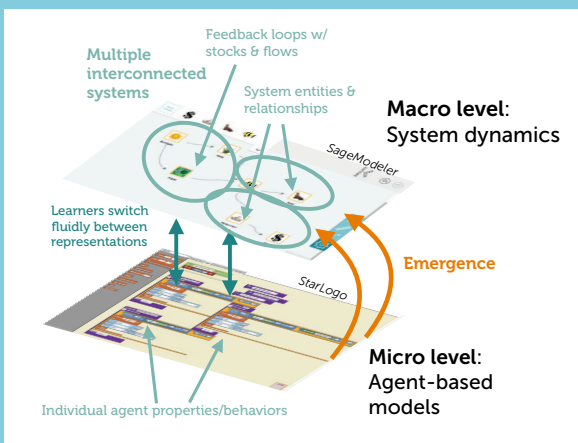 Feedback loops w/
stocks & flows
Multiple
interconnected
systems
System entities &
relationships
Macro level:
System dynamics
SageModeler
Learners switch
fluidly between
representations
Emergence
StarLogo
Micro level:
Agent-based
models
Individual agent properties/behaviors